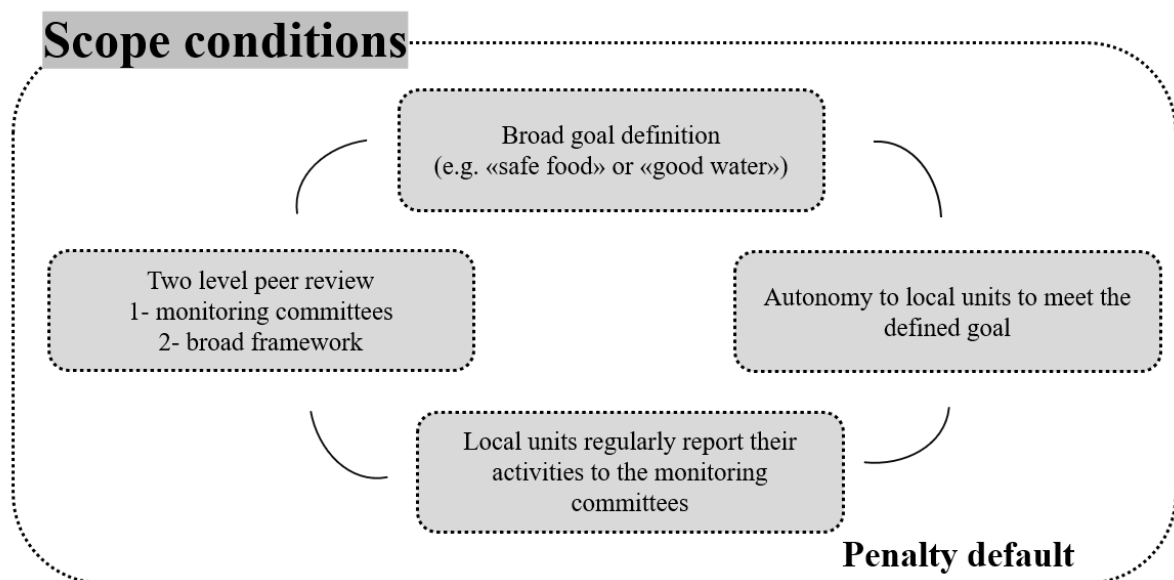 Scope conditions
Broad goal definition
(e.g. «safe food» or «good water»)
Two level peer review
1- monitoring committees
2- broad framework
Autonomy to local units to meet the
defined goal
Local units regularly report their
activities to the monitoring
committees
Penalty default